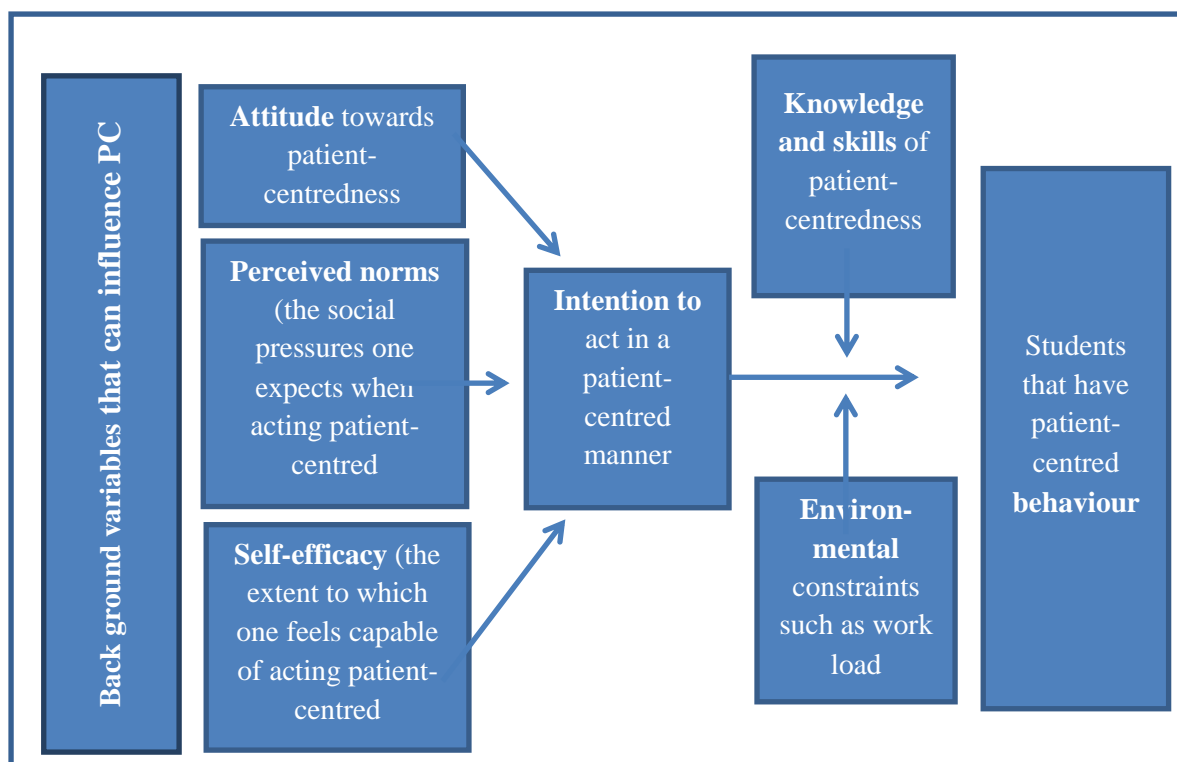 Back ground variables that can influence PC
Attitude towards
patient-
centredness
Perceived norms
(the social
pressures one
expects when
acting patient-
centred
Self-efficacy (the
extent to which
one feels capable
of acting patient-
centred
Intention to
act in a
patient-
centred
manner
Knowledge
and skills of
patient-
centredness
Environ-
mental
constraints
such as work
load
Students
that have
patient-
centred
behaviour